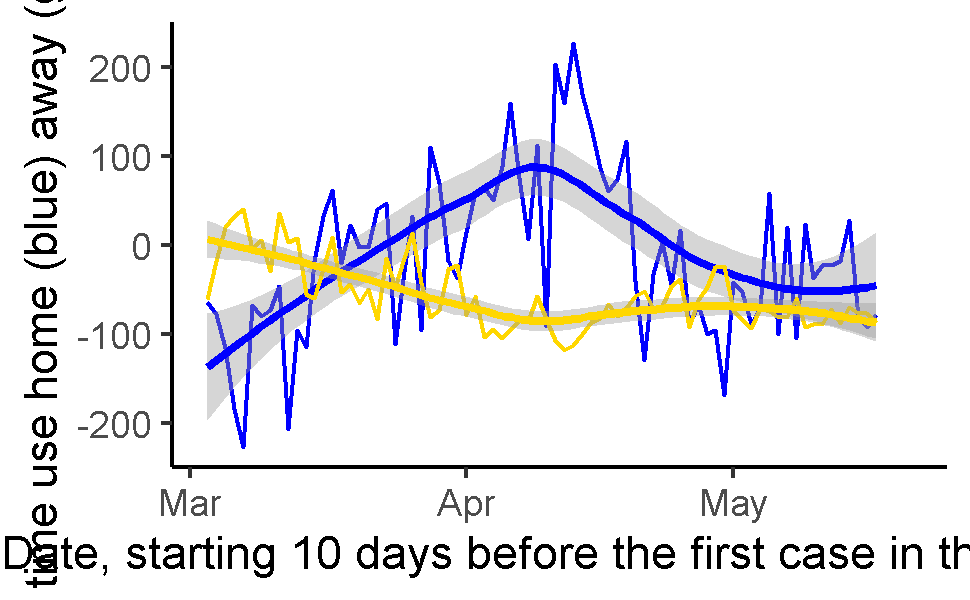 time use home (blue) away (
200
100
0
-100
-200
Mar Apr May
Date, starting 10 days before the first case in th